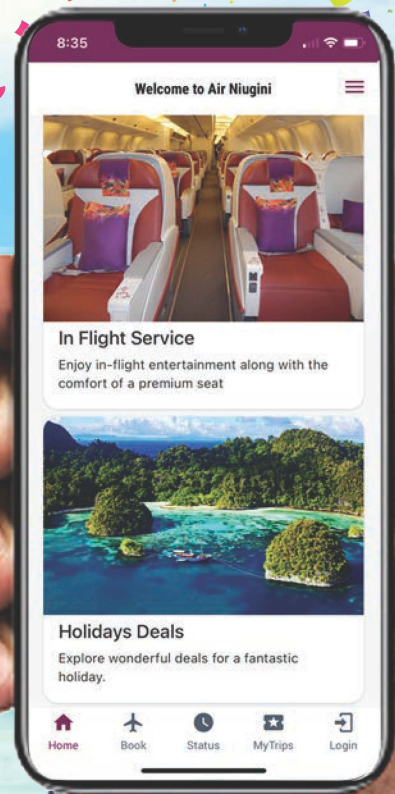 8:35
Welcome to Air Niugini
In Flight Service
Enjoy in-flight entertainment along with the
comfort of a premium seat
Holidays Deals
Explore wonderful deals for a fantastic
holiday.
Home Book Status MyTrips Login